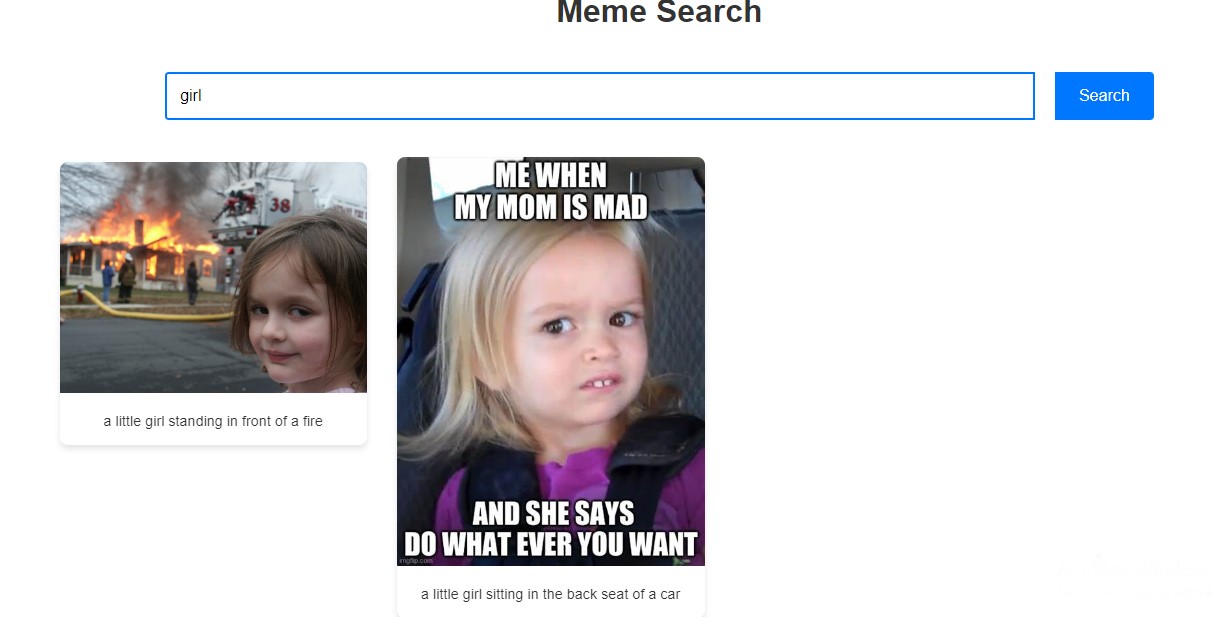 Meme Search
girl
Search
38
a little girl standing in front of a fire
ME WHEN
MY MOM IS MAD
AND SHE SAYS
DO WHAT EVER YOU WANT
imgflip.com
a little girl sitting in the back seat of a car